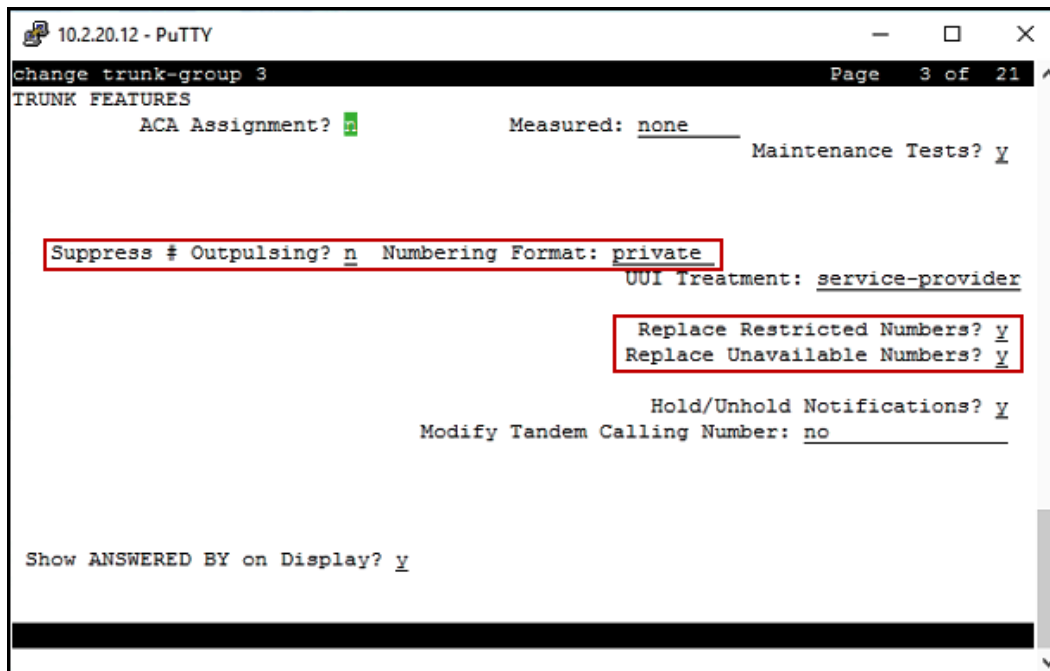 10.2.20.12 - PuTTY
change trunk-group 3 Page 3 of 21
TRUNK FEATURES
ACA Assignment? n Measured: none
Maintenance Tests? y
Suppress # Outpulsing? n Numbering Format: private
UUI Treatment: service-provider
Replace Restricted Numbers? y
Replace Unavailable Numbers? y
Hold/Unhold Notifications? y
Modify Tandem Calling Number: no
Show ANSWERED BY on Display? y